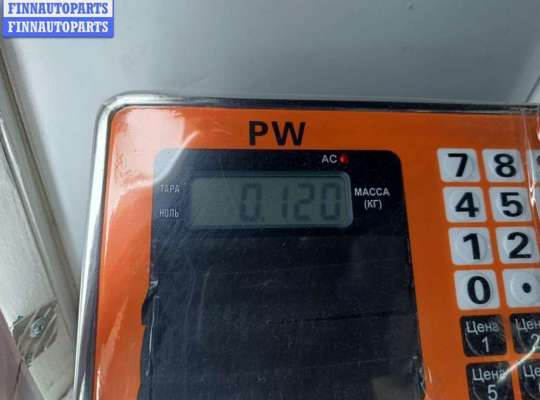 FINNAUTOPARTS
FINNAUTOPARTS
PW
AC
ТАРА
НОЛЬ
0.120
МАССА
(КГ)
7 8
4 5
1 2
0 .
Цена
1
Цена
2
Цена
5